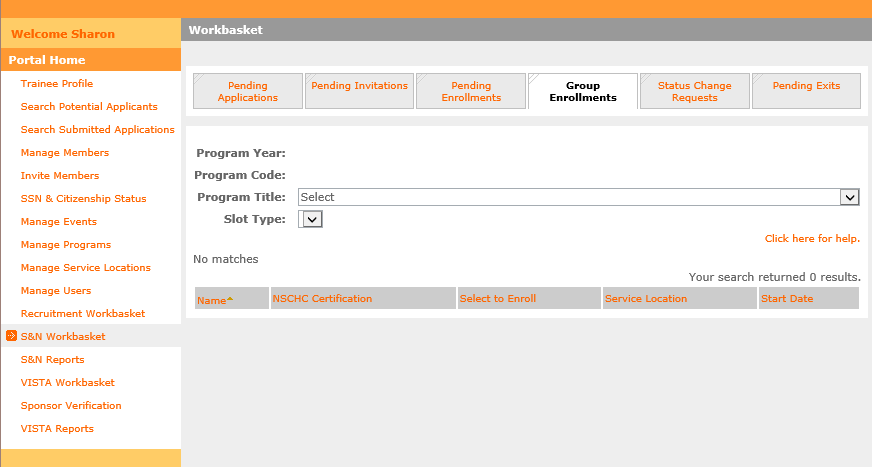 Welcome Sharon
Portal Home
Trainee Profile
Search Potential Applicants
Search Submitted Applications
Manage Members
Invite Members
SSN & Citizenship Status
Manage Events
Manage Programs
Manage Service Locations
Manage Users
Recruitment Workbasket
S&N Workbasket
S&N Reports
VISTA Workbasket
Sponsor Verification
VISTA Reports
Workbasket
Pending Applications
Pending Invitations
Pending Enrollments
Group Enrollments
Status Change Requests
Pending Exits
Program Year:
Program Code:
Program Title: Select
Slot Type:
Click here for help.
No matches
Your search returned 0 results.
Name NSCHC Certification Select to Enroll Service Location Start Date